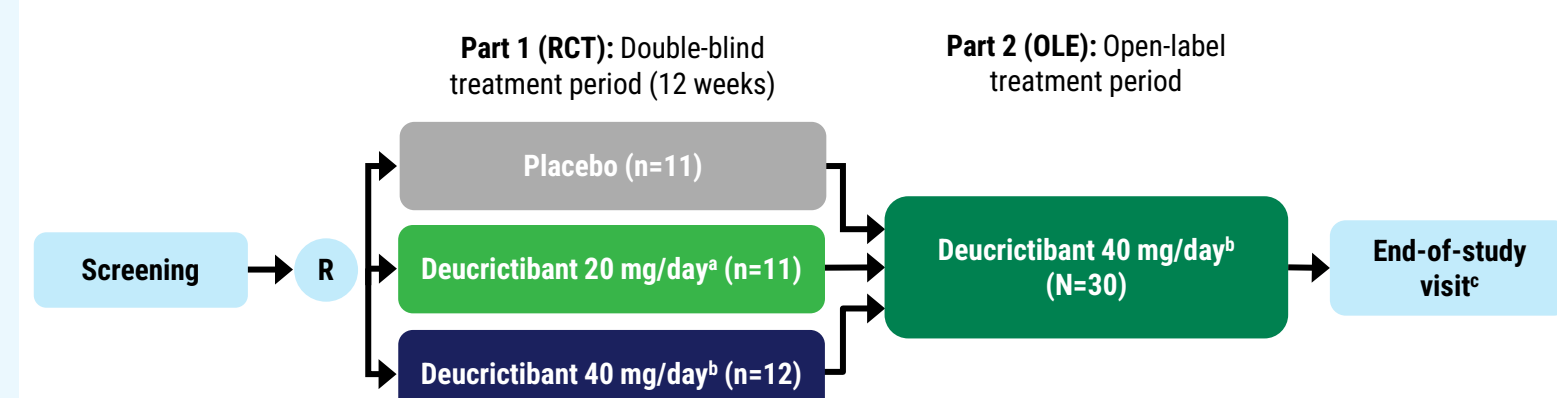 Part 1 (RCT): Double-blind
treatment period (12 weeks)
Part 2 (OLE): Open-label
treatment period
Screening
R
Placebo (n=11)
Deucrictibant 20 mg/dayᵃ (n=11)
Deucrictibant 40 mg/dayᵇ (n=12)
Deucrictibant 40 mg/dayᵇ
(N=30)
End-of-study
visitᶜ